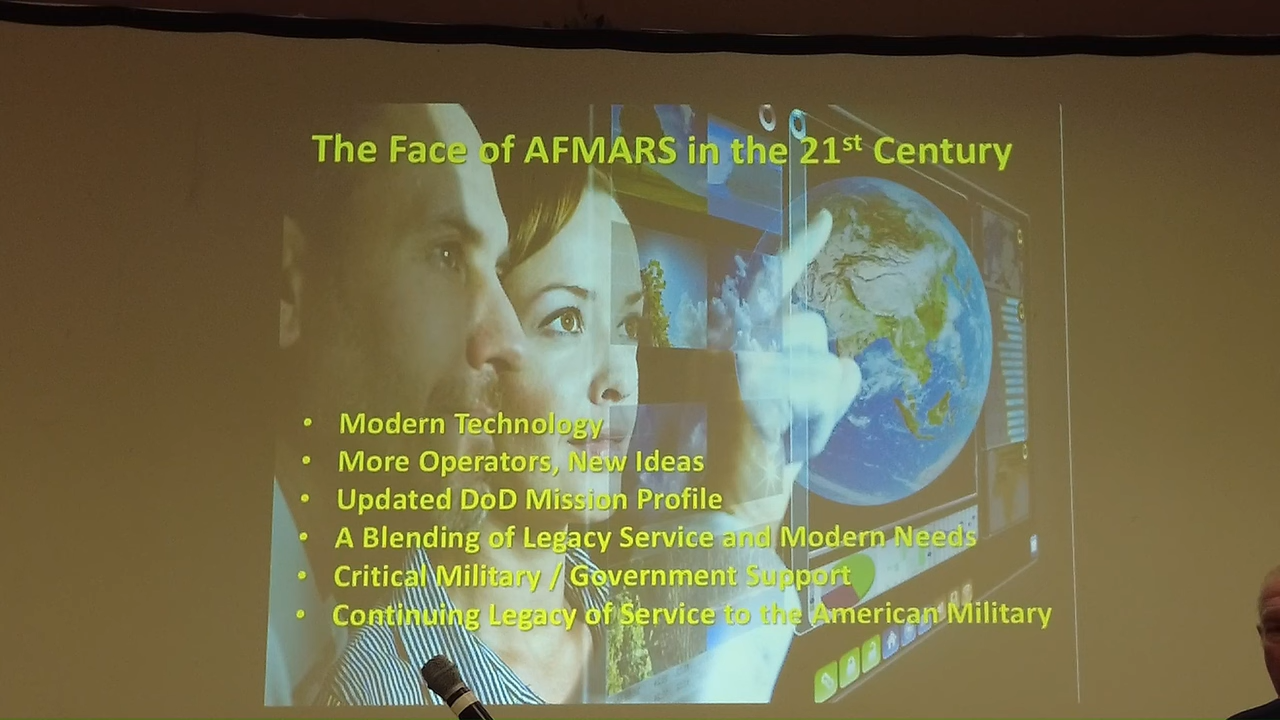 The Face of AFMARS in the 21st Century
• Modern Technology
• More Operators, New Ideas
• Updated DoD Mission Profile
• A Blending of Legacy Service and Modern Needs
• Critical Military / Government Support
• Continuing Legacy of Service to the American Military